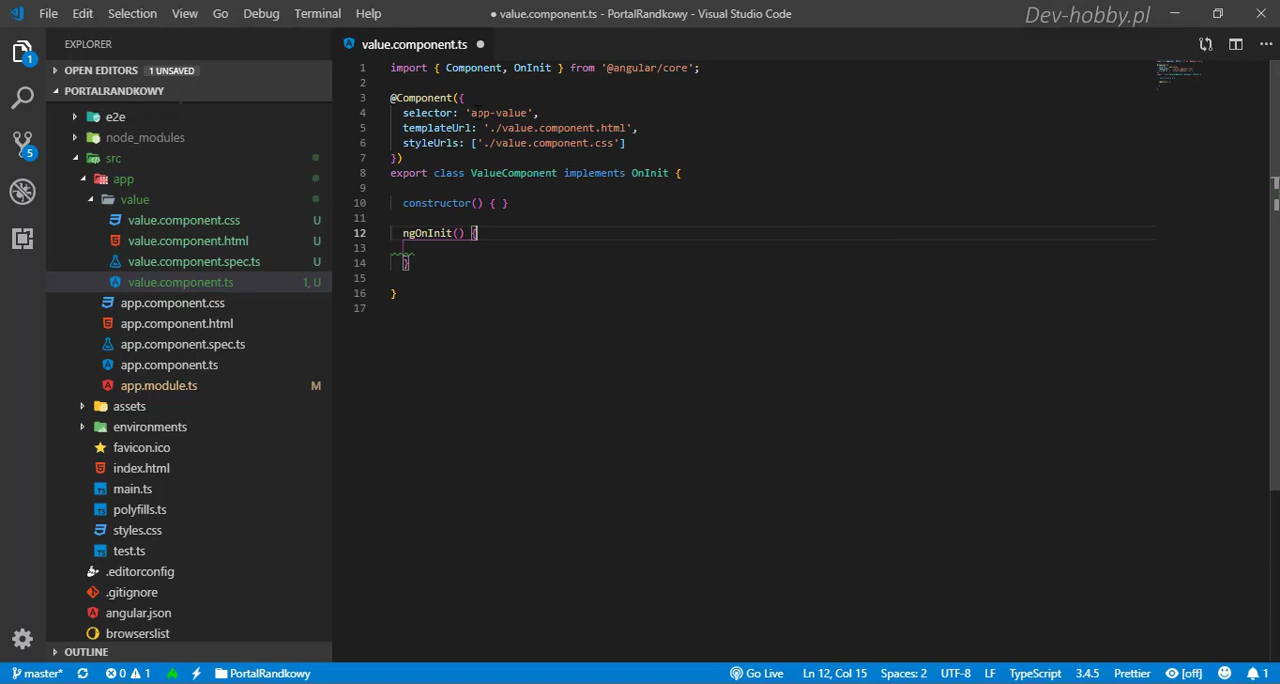 File Edit Selection View Go Debug Terminal Help
● value.component.ts - PortalRandkowy - Visual Studio Code
Dev-hobby.pl
EXPLORER
value.component.ts
OPEN EDITORS 1 UNSAVED
PORTALRANDKOWY
e2e
node_modules
src
app
value
value.component.css U
value.component.html U
value.component.spec.ts U
value.component.ts 1, U
app.component.css
app.component.html
app.component.spec.ts
app.component.ts
app.module.ts M
assets
environments
favicon.ico
index.html
main.ts
polyfills.ts
styles.css
test.ts
.editorconfig
.gitignore
angular.json
browserslist
OUTLINE
1
5
1 import { Component, OnInit } from '@angular/core';
2
3 @Component({
4 selector: 'app-value',
5 templateUrl: './value.component.html',
6 styleUrls: ['./value.component.css']
7 })
8 export class ValueComponent implements OnInit {
9
10 constructor() { }
11
12 ngOnInit() {
13
14 }
15
16 }
17
master* 0 1 PortalRandkowy Go Live Ln 12, Col 15 Spaces: 2 UTF-8 LF TypeScript 3.4.5 Prettier [off] 1